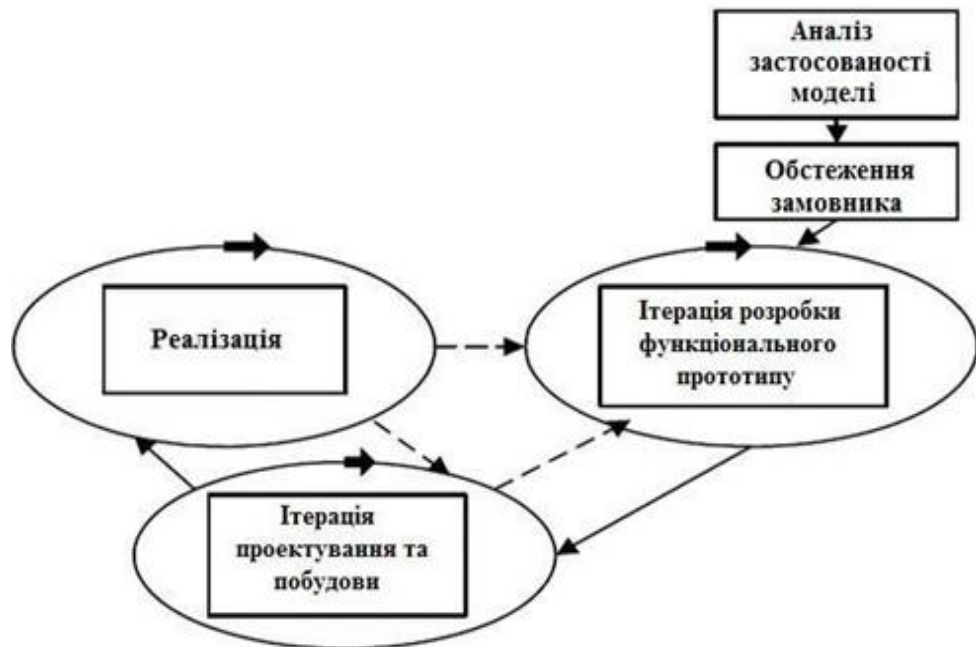 Аналіз
застосованості
моделі
Обстеження
замовника
Реалізація
Ітерація розробки
функціонального
прототипу
Ітерація
проектування та
побудови